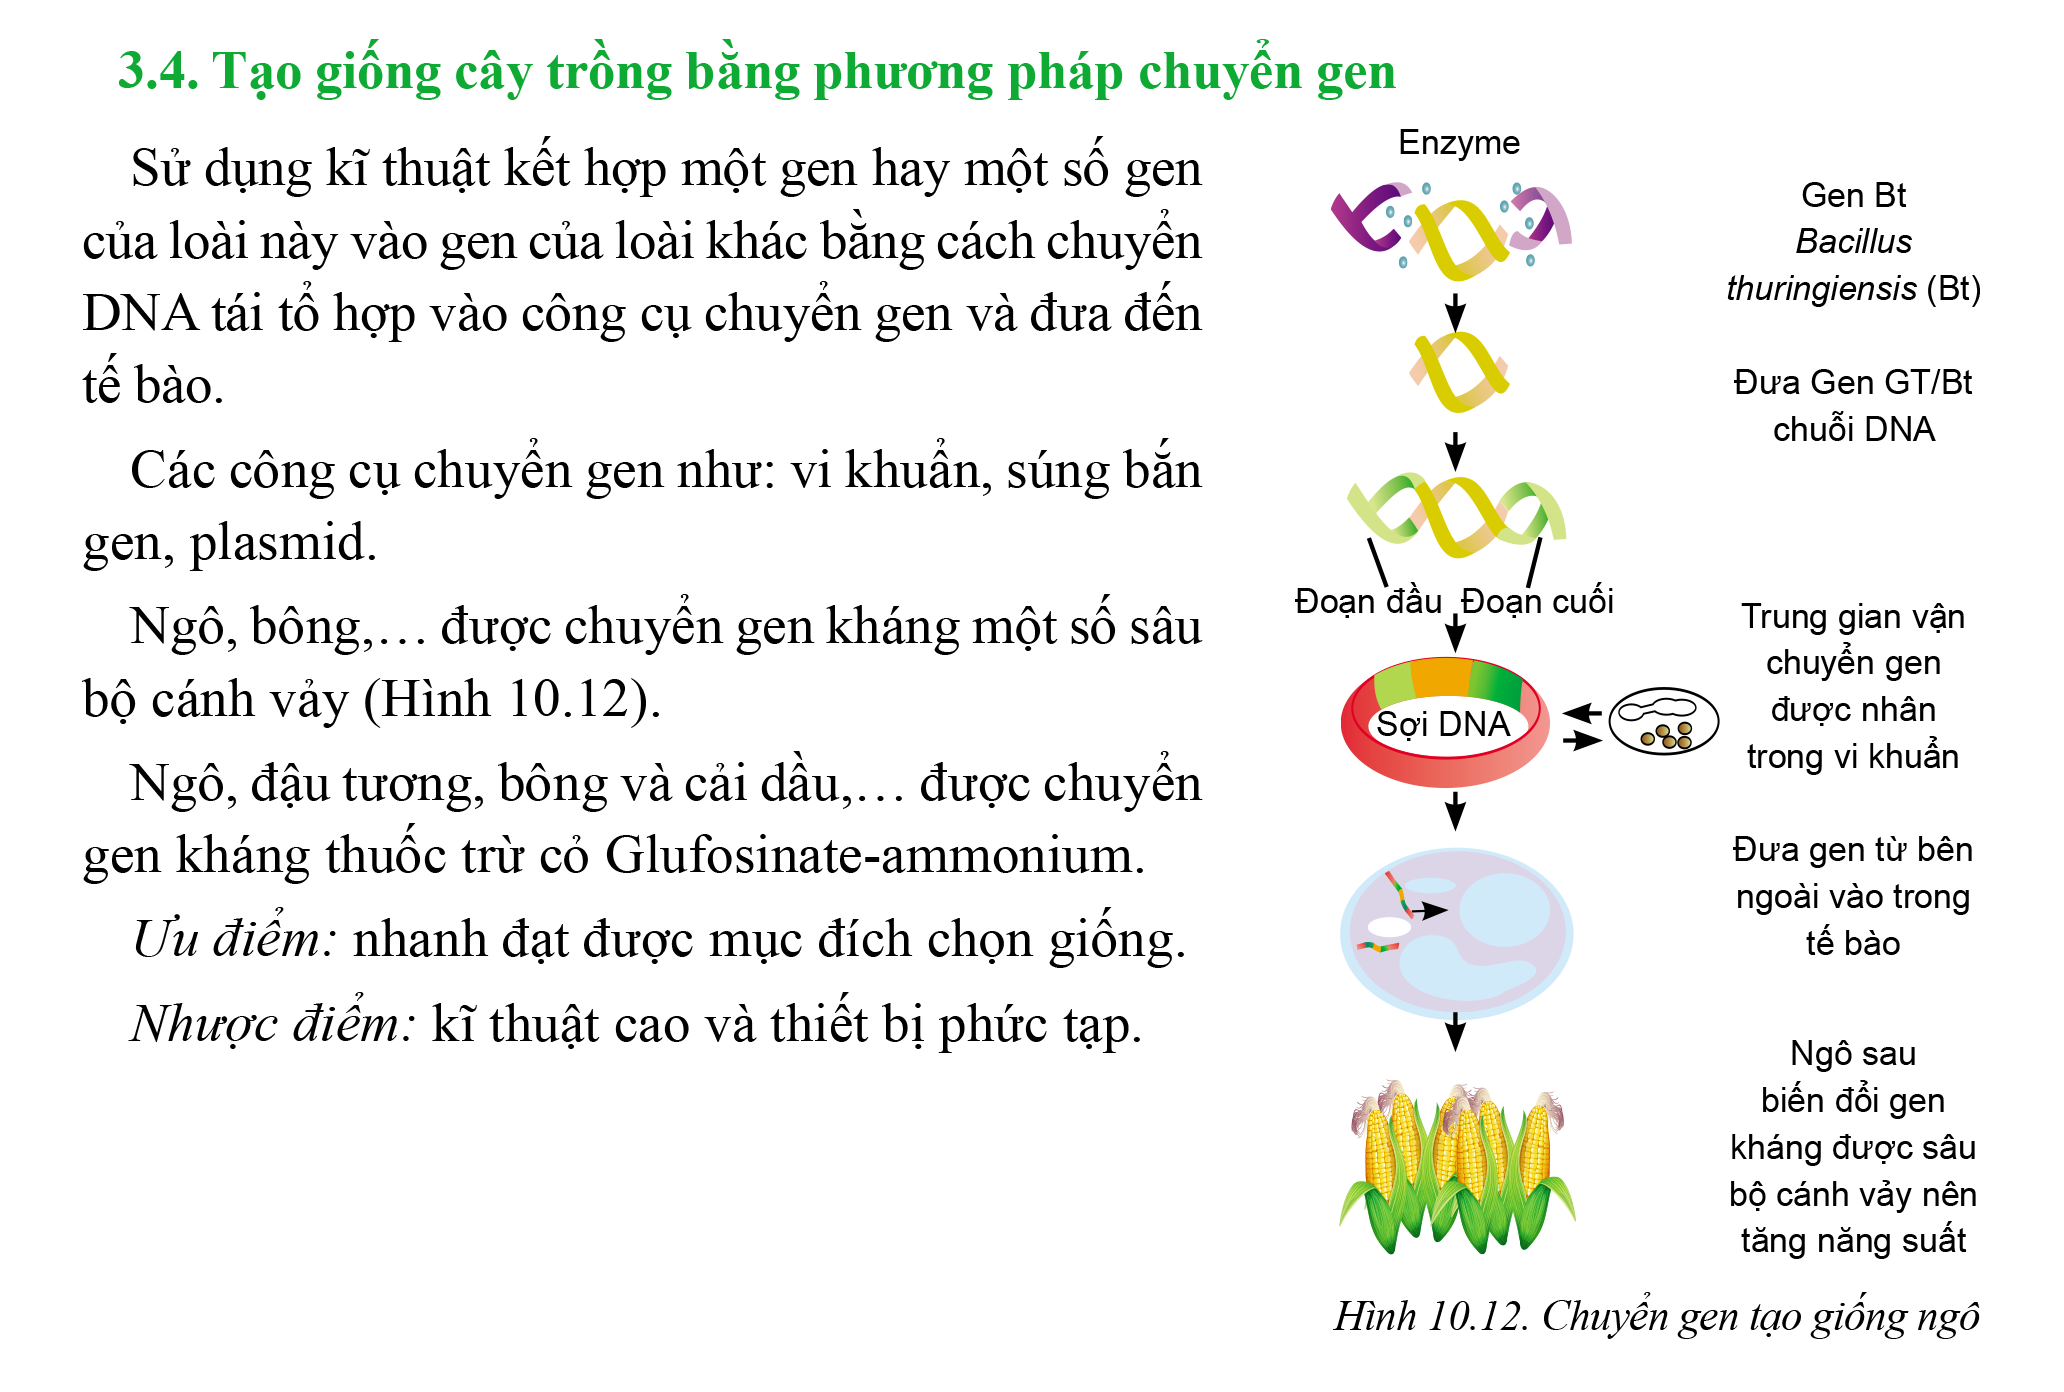 3.4. Tạo giống cây trồng bằng phương pháp chuyển gen
Sử dụng kĩ thuật kết hợp một gen hay một số gen
của loài này vào gen của loài khác bằng cách chuyển
DNA tái tổ hợp vào công cụ chuyển gen và đưa đến
tế bào.
Các công cụ chuyển gen như: vi khuẩn, súng bắn
gen, plasmid.
Ngô, bông,… được chuyển gen kháng một số sâu
bộ cánh vảy (Hình 10.12).
Ngô, đậu tương, bông và cải dầu,… được chuyển
gen kháng thuốc trừ cỏ Glufosinate-ammonium.
Ưu điểm: nhanh đạt được mục đích chọn giống.
Nhược điểm: kĩ thuật cao và thiết bị phức tạp.
Enzyme
Gen Bt
Bacillus
thuringiensis (Bt)
Đưa Gen GT/Bt
chuỗi DNA
Đoạn đầu Đoạn cuối
Sợi DNA
Trung gian vận
chuyển gen
được nhân
trong vi khuẩn
Đưa gen từ bên
ngoài vào trong
tế bào
Ngô sau
biến đổi gen
kháng được sâu
bộ cánh vảy nên
tăng năng suất
Hình 10.12. Chuyển gen tạo giống ngô